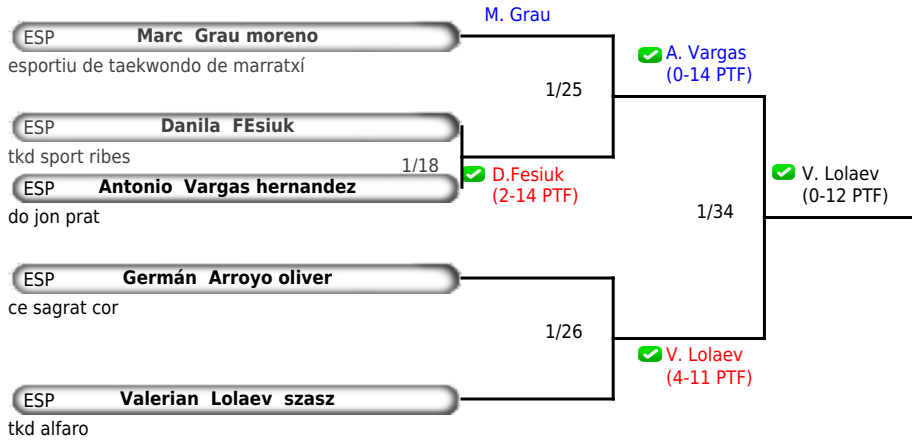 M. Grau
ESP Marc Grau moreno
esportiu de taekwondo de marratxí
A. Vargas
(0-14 PTF)
1/25
ESP Danila FEsiuk
tkd sport ribes
1/18
D.Fesiuk
(2-14 PTF)
ESP Antonio Vargas hernandez
do jon prat
V. Lolaev
(0-12 PTF)
1/34
ESP Germán Arroyo oliver
ce sagrat cor
1/26
V. Lolaev
(4-11 PTF)
ESP Valerian Lolaev szasz
tkd alfaro